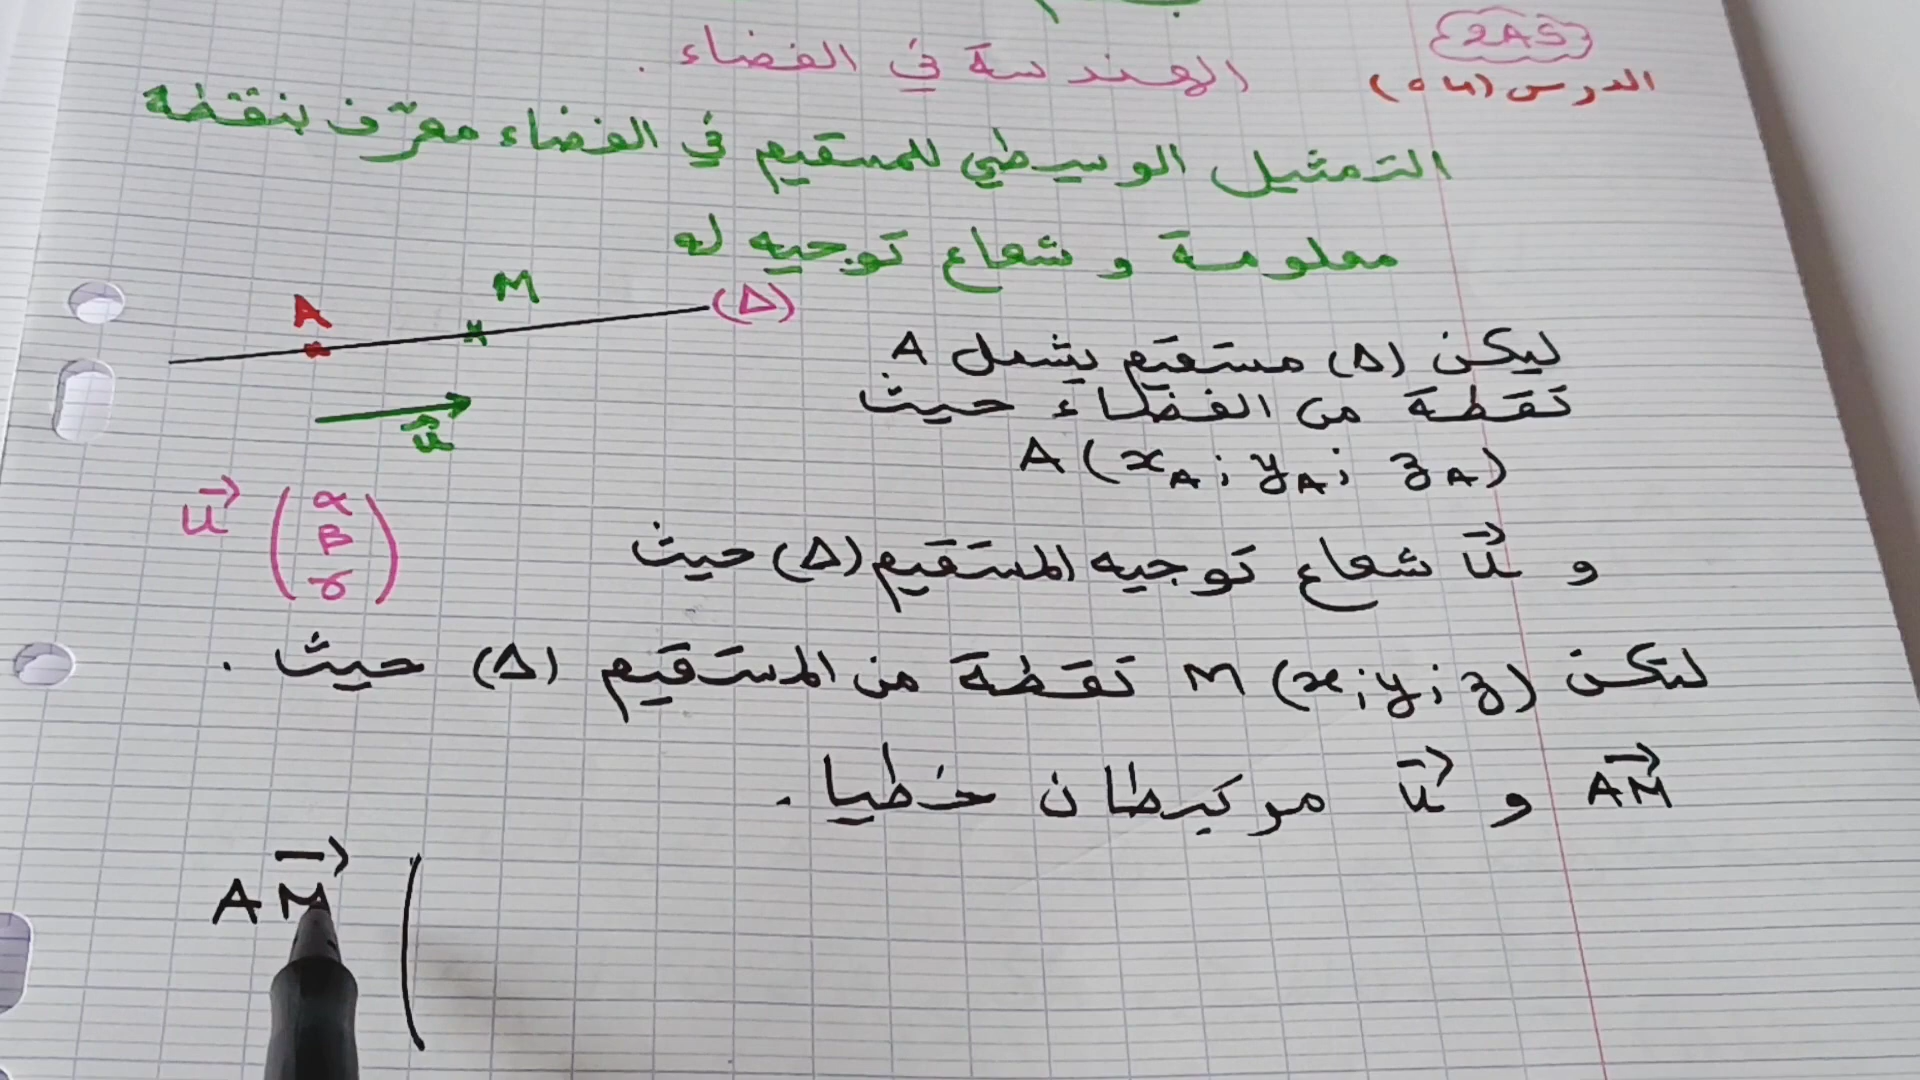 {2AS}
الهندسة في الفضاء .
الدرس (04)
التمثيل الوسيطي للمستقيم في الفضاء معرّف بنقطة
معلومة و شعاع توجيه له
A M (Δ)
u⃗
ليكن (Δ) مستقيم يشمل A
نقطة من الفضاء حيث
A(x_A ; y_A ; z_A)
و u⃗ شعاع توجيه المستقيم (Δ) حيث
u⃗ (α β γ)
لتكن M (x; y; z) نقطة من المستقيم (Δ) حيث .
AM⃗ و u⃗ مرتبطان خطيا .
AM⃗ (